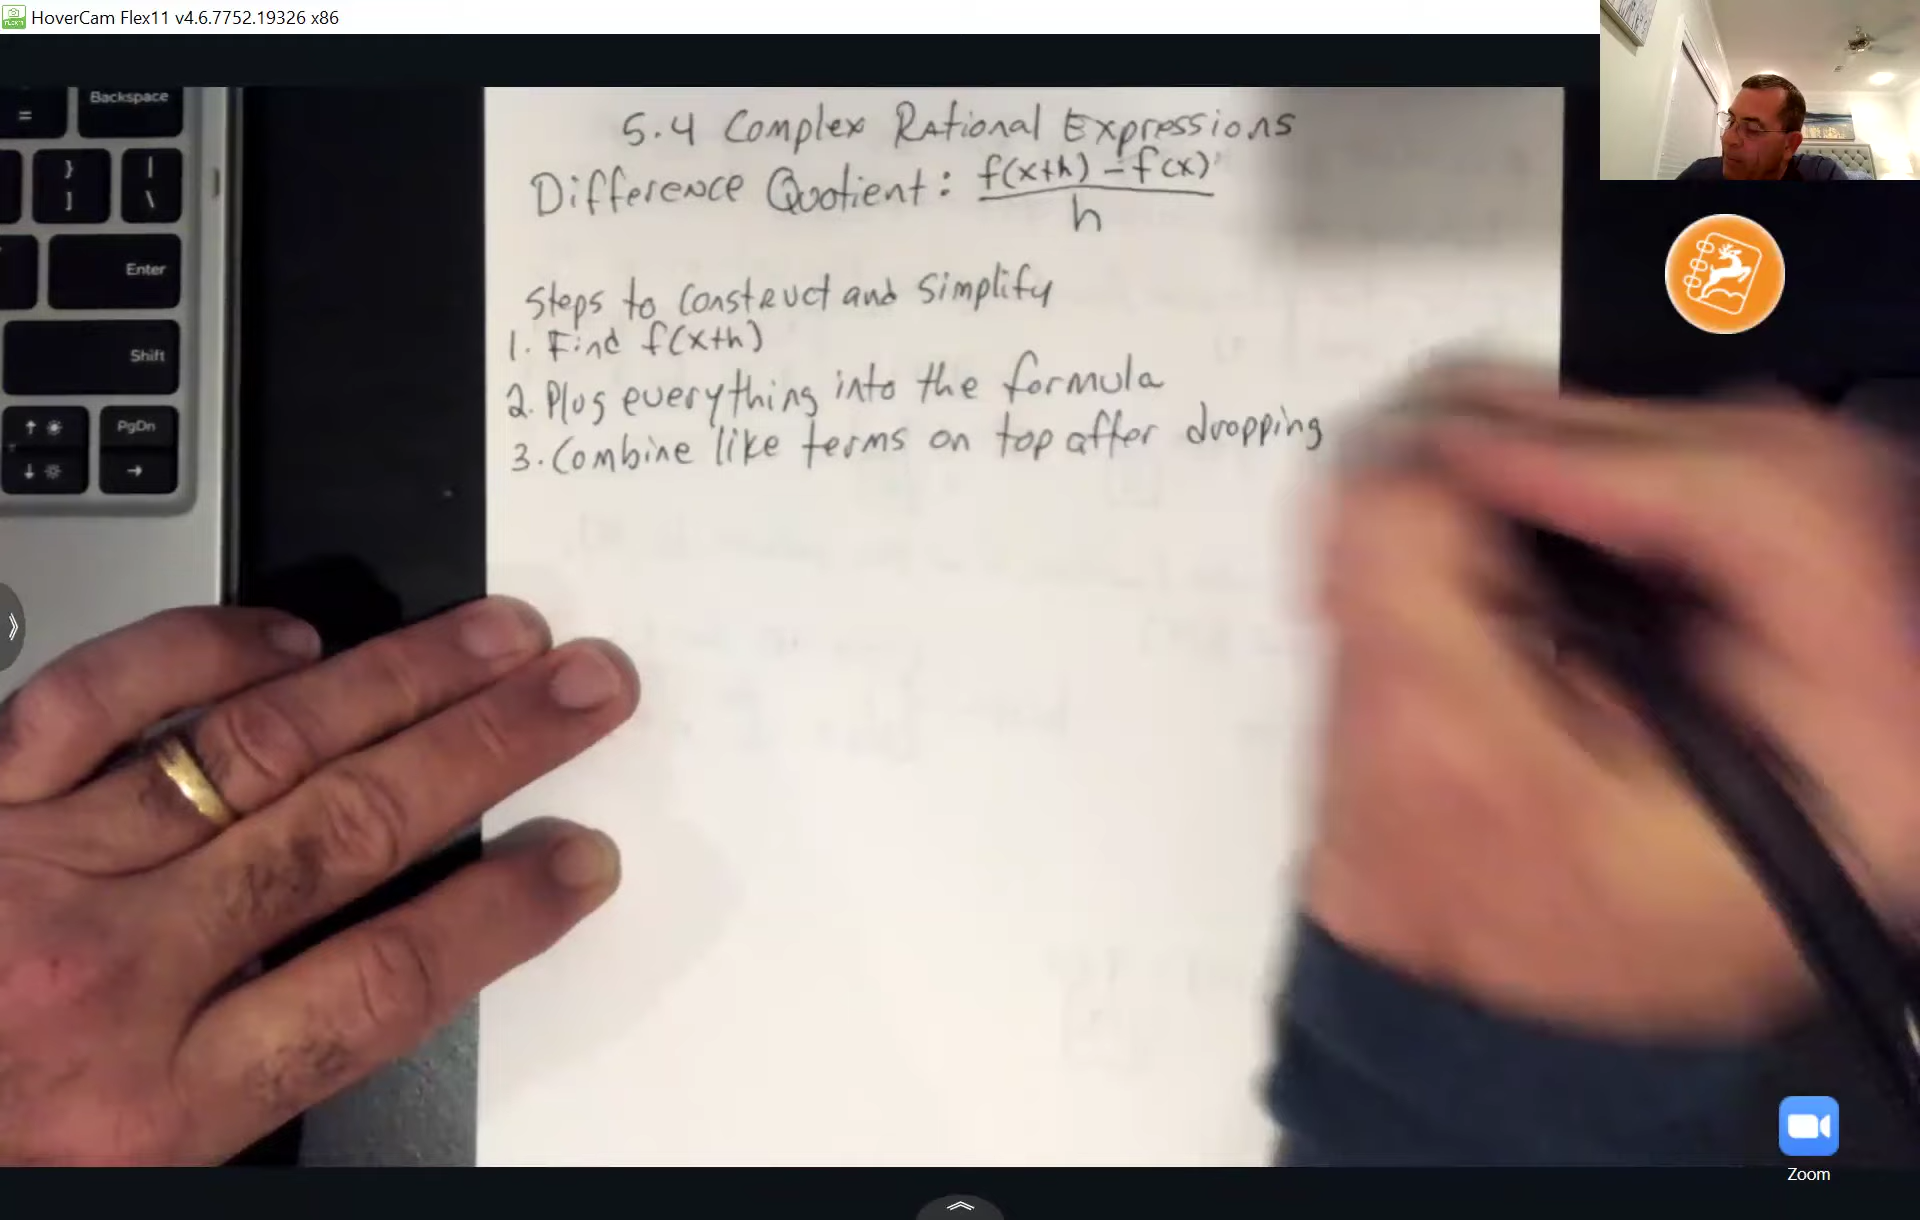 HoverCam Flex11 v4.6.7752.19326 x86
Backspace
=
}
]
|
\
Enter
Shift
PgDn
5.4 Complex Rational Expressions
Difference Quotient: f(x+h) - f(x)
h
Steps to construct and simplify
1. Find f(x+h)
2. Plug everything into the formula
3. Combine like terms on top after dropping
Zoom